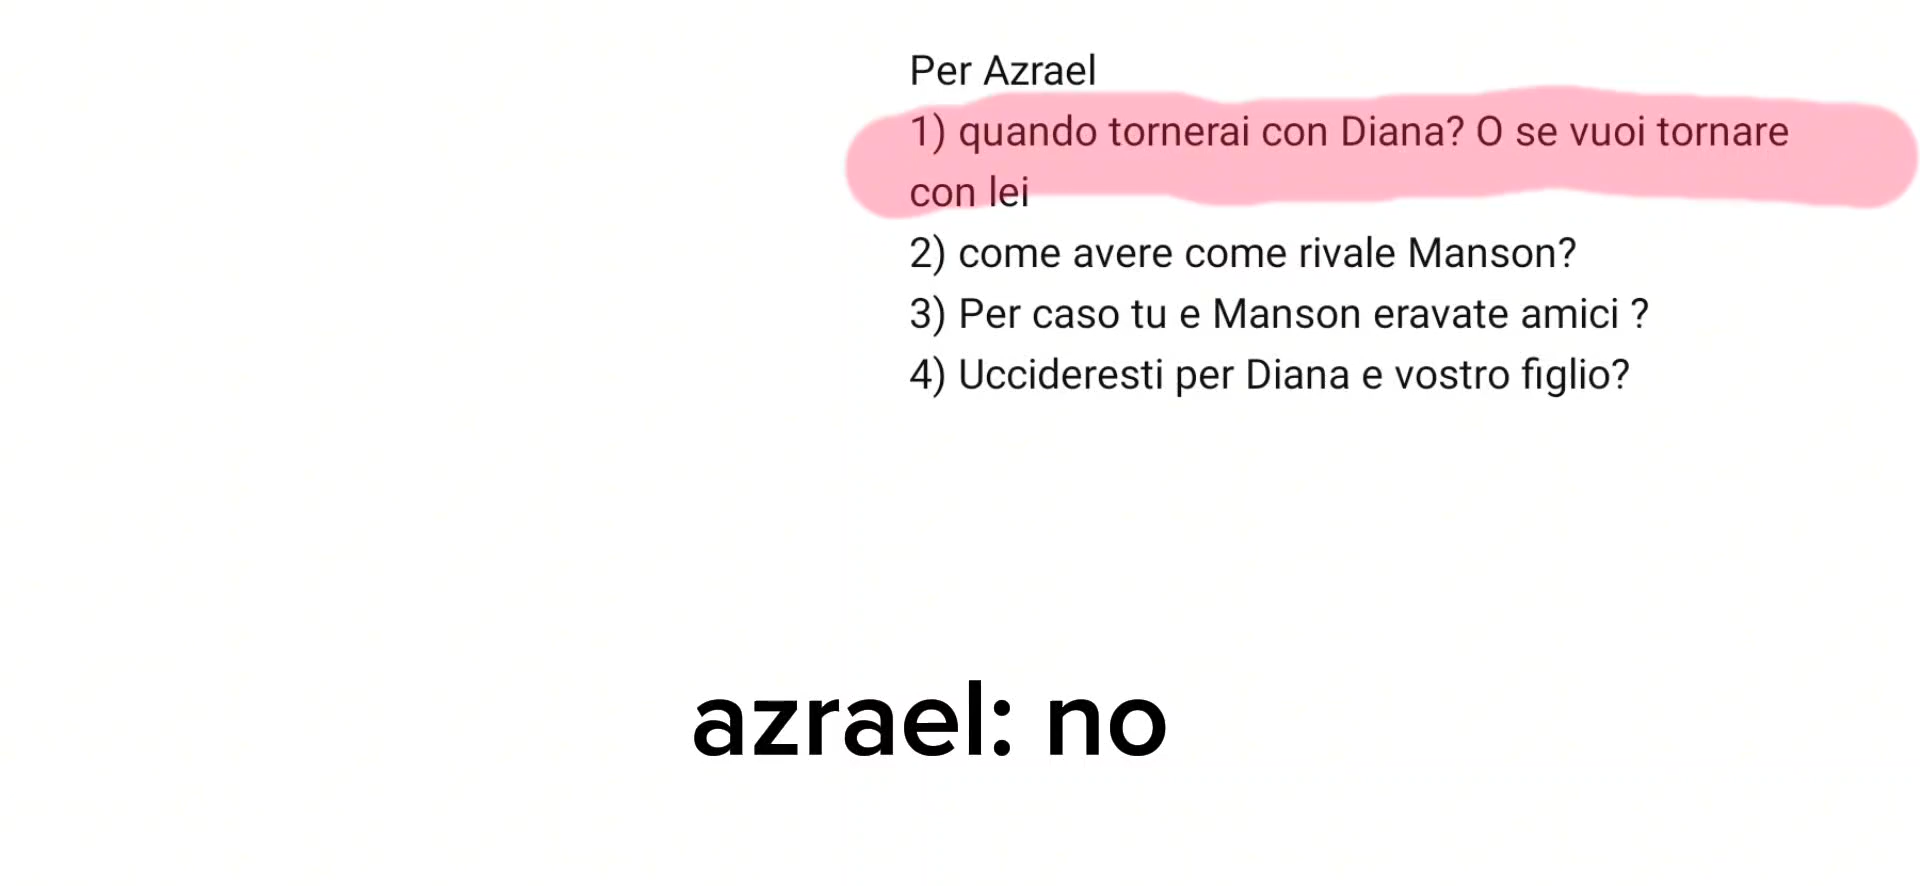 Per Azrael
1) quando tornerai con Diana? O se vuoi tornare
con lei
2) come avere come rivale Manson?
3) Per caso tu e Manson eravate amici ?
4) Uccideresti per Diana e vostro figlio?
azrael: no